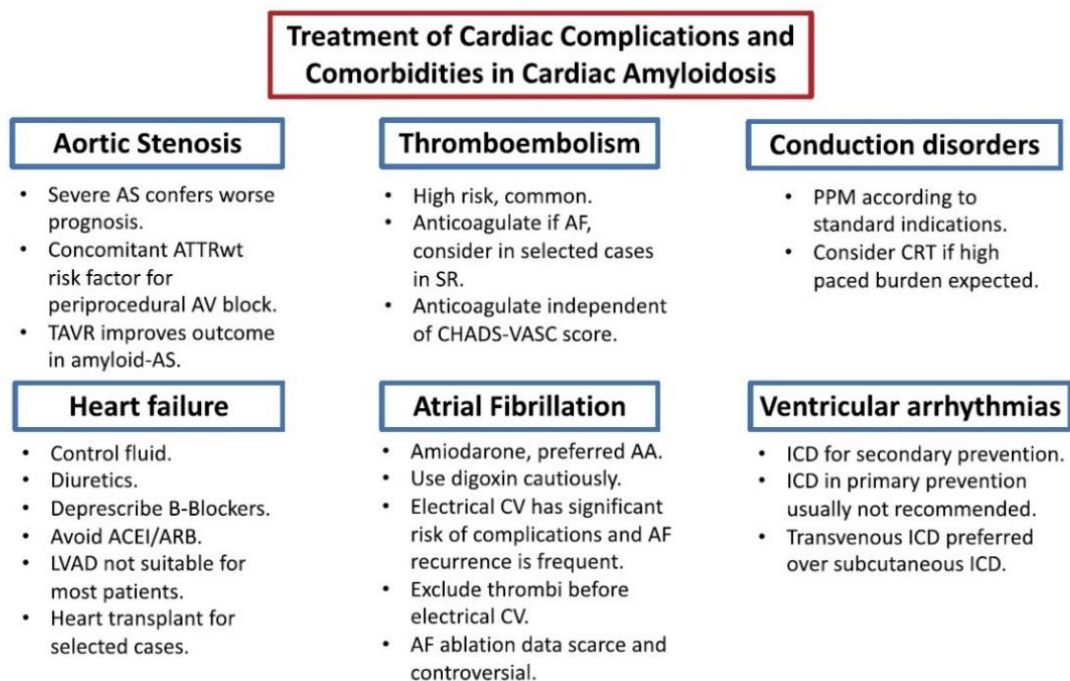 Treatment of Cardiac Complications and
Comorbidities in Cardiac Amyloidosis
Aortic Stenosis
• Severe AS confers worse
prognosis.
• Concomitant ATTRwt
risk factor for
periprocedural AV block.
• TAVR improves outcome
in amyloid-AS.
Thromboembolism
• High risk, common.
• Anticoagulate if AF,
consider in selected cases
in SR.
• Anticoagulate independent
of CHADS-VASC score.
Conduction disorders
• PPM according to
standard indications.
• Consider CRT if high
paced burden expected.
Heart failure
• Control fluid.
• Diuretics.
• Deprescribe B-Blockers.
• Avoid ACEI/ARB.
• LVAD not suitable for
most patients.
• Heart transplant for
selected cases.
Atrial Fibrillation
• Amiodarone, preferred AA.
• Use digoxin cautiously.
• Electrical CV has significant
risk of complications and AF
recurrence is frequent.
• Exclude thrombi before
electrical CV.
• AF ablation data scarce and
controversial.
Ventricular arrhythmias
• ICD for secondary prevention.
• ICD in primary prevention
usually not recommended.
• Transvenous ICD preferred
over subcutaneous ICD.